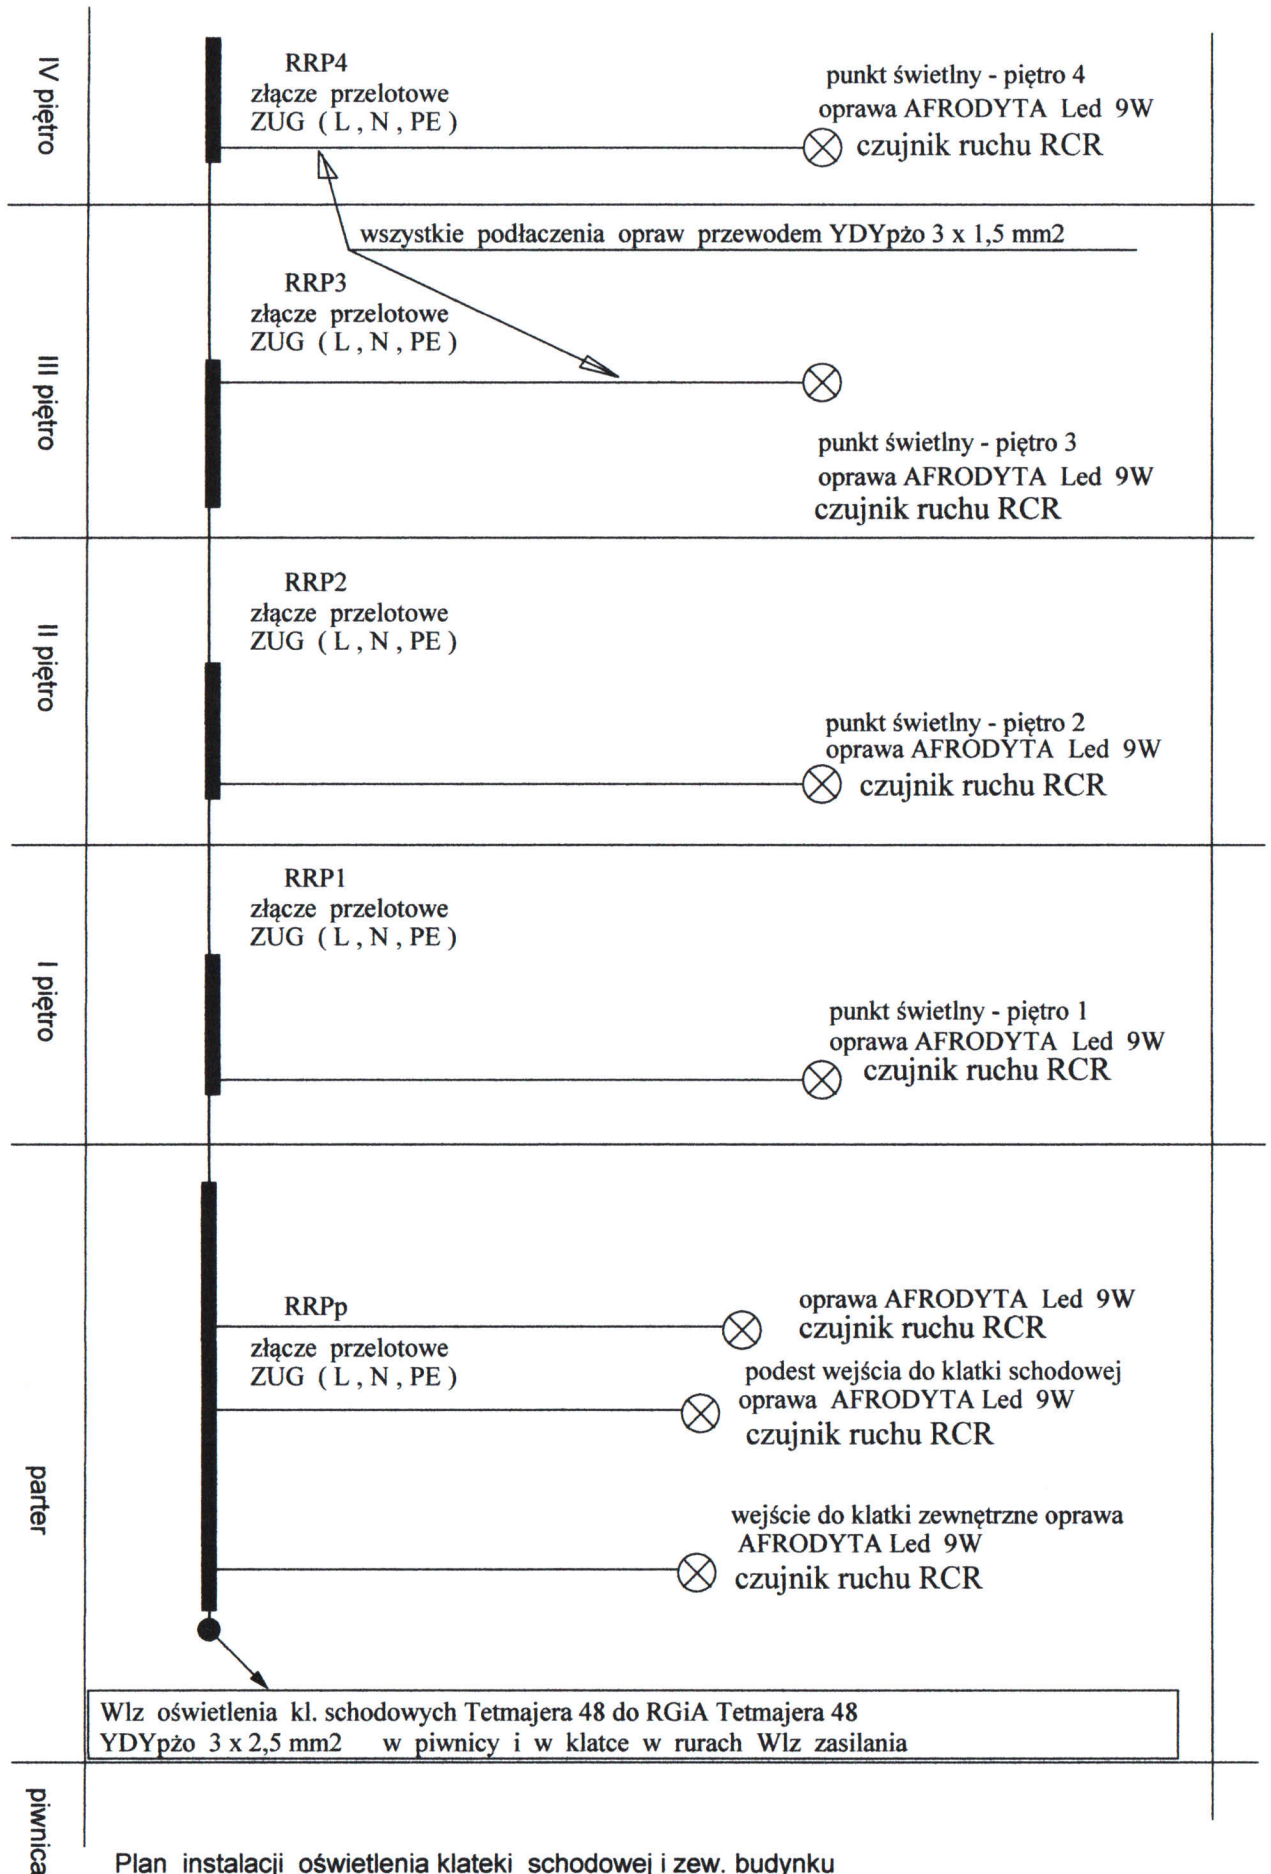 IV piętro
RRP4
złącze przelotowe
ZUG ( L , N , PE )
punkt świetlny - piętro 4
oprawa AFRODYTA Led 9W
czujnik ruchu RCR
wszystkie podłaczenia opraw przewodem YDYpżo 3 x 1,5 mm2
III piętro
RRP3
złącze przelotowe
ZUG ( L , N , PE )
punkt świetlny - piętro 3
oprawa AFRODYTA Led 9W
czujnik ruchu RCR
II piętro
RRP2
złącze przelotowe
ZUG ( L , N , PE )
punkt świetlny - piętro 2
oprawa AFRODYTA Led 9W
czujnik ruchu RCR
I piętro
RRP1
złącze przelotowe
ZUG ( L , N , PE )
punkt świetlny - piętro 1
oprawa AFRODYTA Led 9W
czujnik ruchu RCR
parter
RRPp
złącze przelotowe
ZUG ( L , N , PE )
oprawa AFRODYTA Led 9W
czujnik ruchu RCR
podest wejścia do klatki schodowej
oprawa AFRODYTA Led 9W
czujnik ruchu RCR
wejście do klatki zewnętrzne oprawa
AFRODYTA Led 9W
czujnik ruchu RCR
Wlz oświetlenia kl. schodowych Tetmajera 48 do RGiA Tetmajera 48
YDYpżo 3 x 2,5 mm2 w piwnicy i w klatce w rurach Wlz zasilania
piwnica
Plan instalacji oświetlenia klateki schodowej i zew. budynku